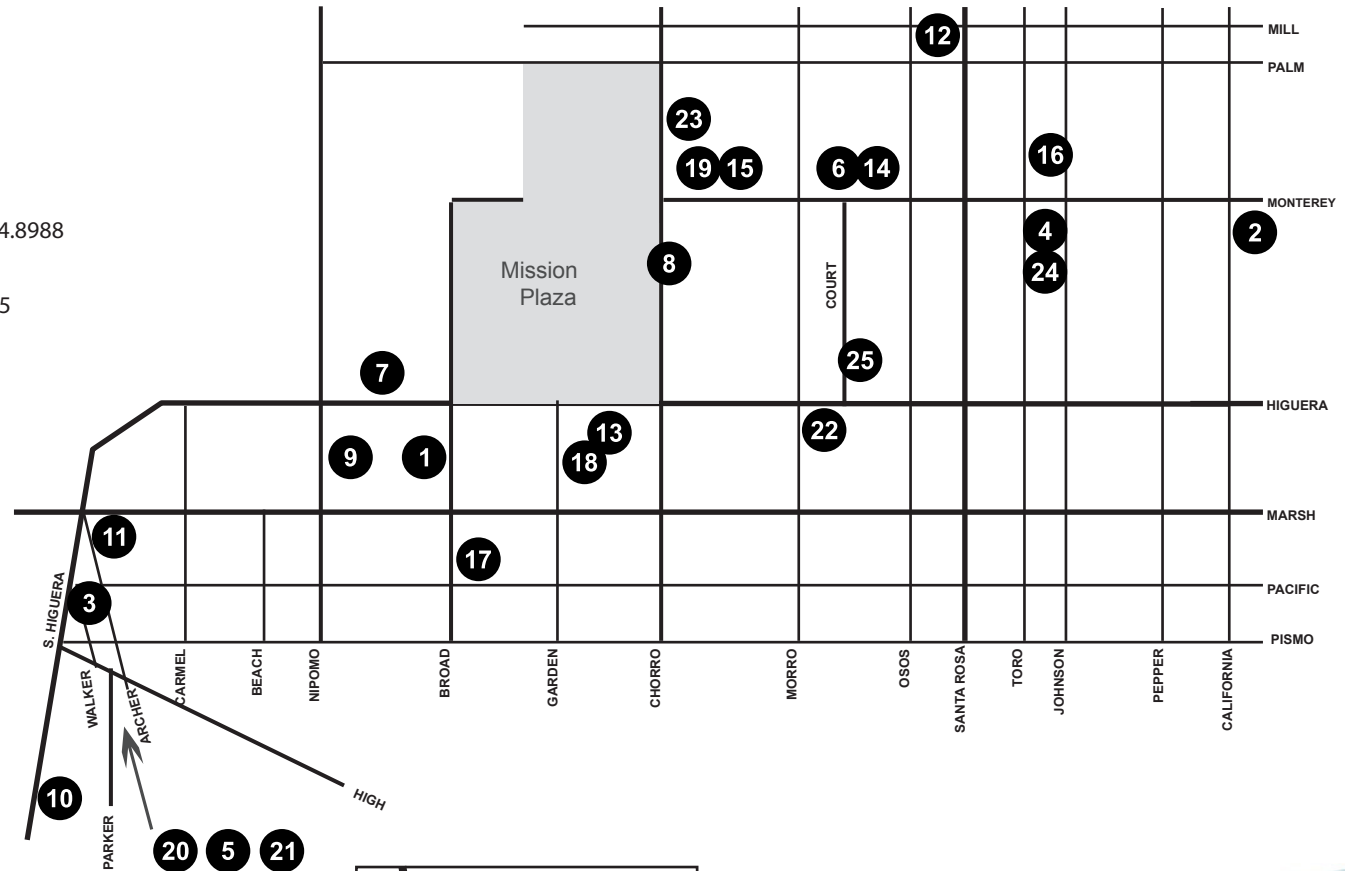 MILL
12
PALM
23
19 15 6 14 16
MONTEREY
4.8988
4 2
8
Mission
Plaza
COURT
24
5
25
7
HIGUERA
13
22
9 1 18
MARSH
11
17
S. HIGUERA
3
PACIFIC
PISMO
WALKER
ARCHER
CARMEL
BEACH
NIPOMO
BROAD
GARDEN
CHORRO
MORRO
OSOS
SANTA ROSA
TORO
JOHNSON
PEPPER
CALIFORNIA
10
HIGH
PARKER
20 5 21